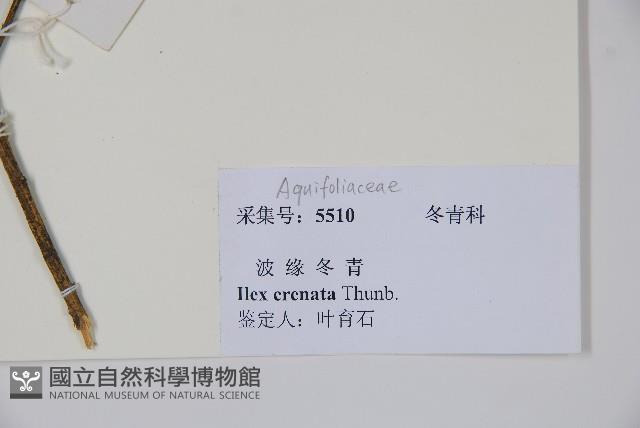 Aquifoliaceae
采集号：5510 冬青科
波缘冬青
Ilex crenata Thunb.
鉴定人：叶育石
國立自然科學博物館
NATIONAL MUSEUM OF NATURAL SCIENCE